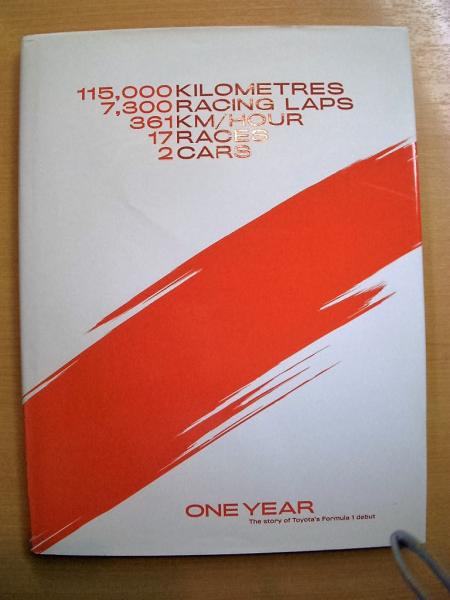 115,000 KILOMETRES
7,300 RACING LAPS
361 KM/HOUR
17 RACES
2 CARS
ONE YEAR
The story of Toyota's Formula 1 debut